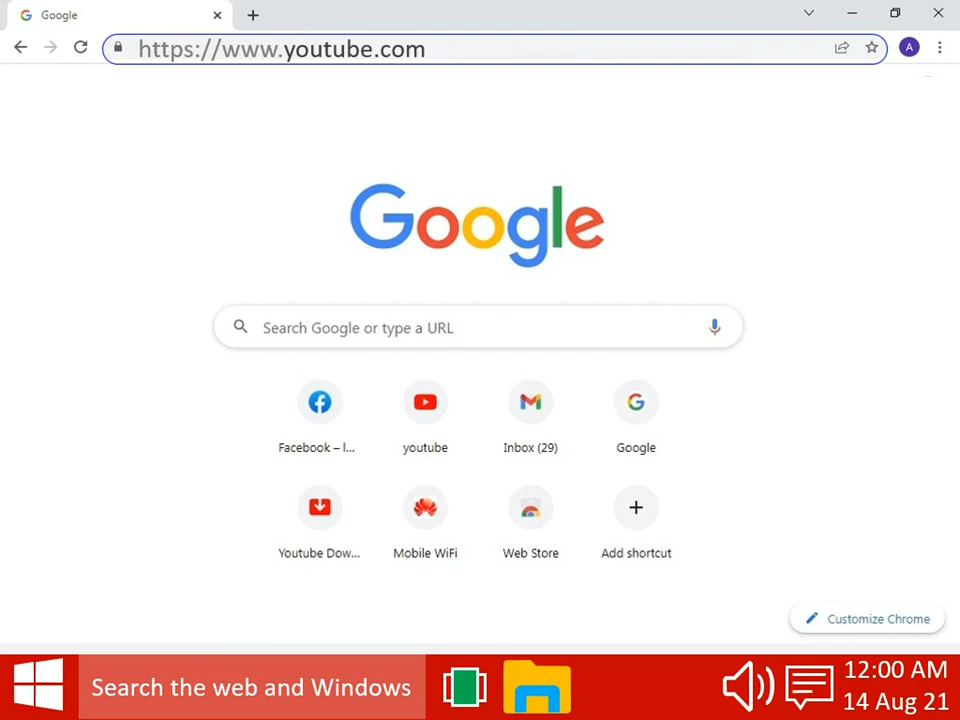 Google
https://www.youtube.com
A
Google
Search Google or type a URL
Facebook – l...
youtube
Inbox (29)
Google
Youtube Dow...
Mobile WiFi
Web Store
Add shortcut
Customize Chrome
Search the web and Windows
12:00 AM
14 Aug 21